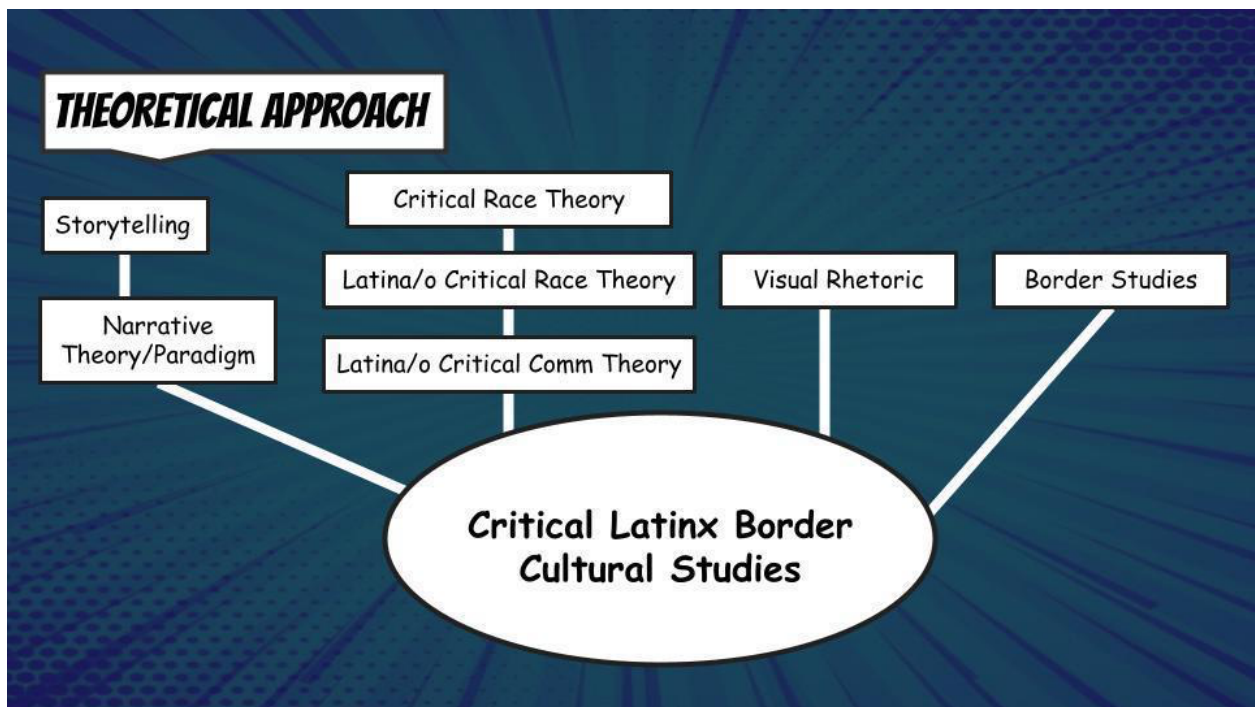 THEORETICAL APPROACH
Storytelling
Narrative
Theory/Paradigm
Critical Race Theory
Latina/o Critical Race Theory
Latina/o Critical Comm Theory
Visual Rhetoric
Border Studies
Critical Latinx Border
Cultural Studies